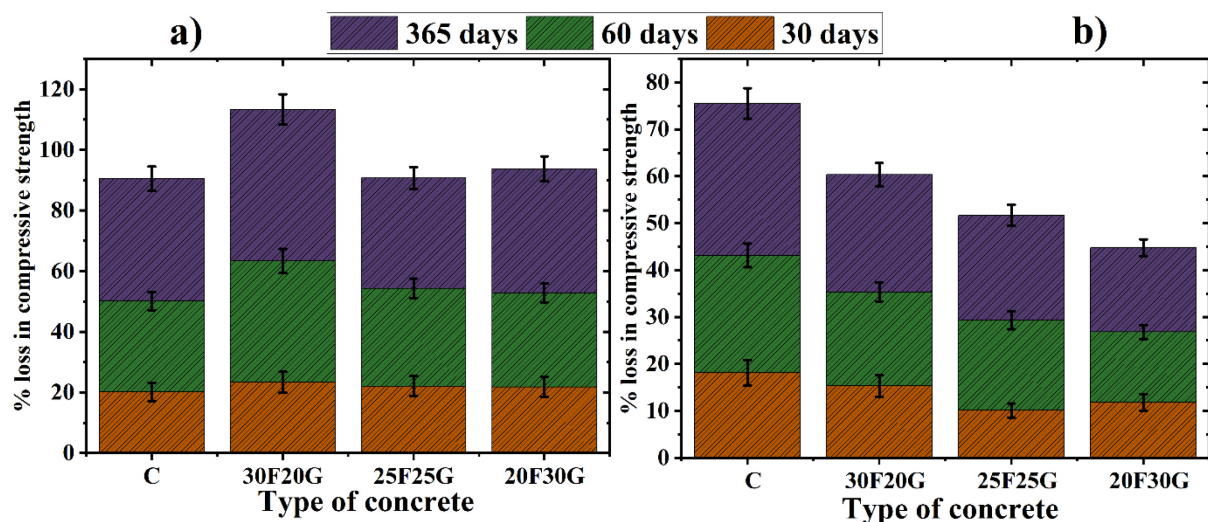 a)
365 days 60 days 30 days
b)
% loss in compressive strength
120
100
80
60
40
20
0
C 30F20G 25F25G 20F30G
Type of concrete
% loss in compressive strength
80
70
60
50
40
30
20
10
0
C 30F20G 25F25G 20F30G
Type of concrete